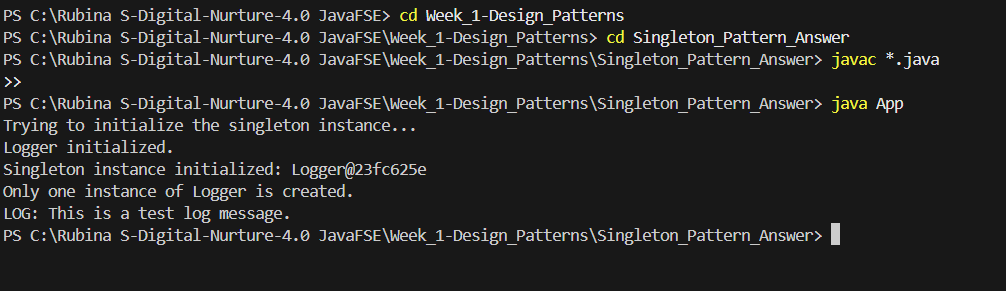 PS C:\Rubina S-Digital-Nurture-4.0 JavaFSE> cd Week_1-Design_Patterns
PS C:\Rubina S-Digital-Nurture-4.0 JavaFSE\Week_1-Design_Patterns> cd Singleton_Pattern_Answer
PS C:\Rubina S-Digital-Nurture-4.0 JavaFSE\Week_1-Design_Patterns\Singleton_Pattern_Answer> javac *.java
>>
PS C:\Rubina S-Digital-Nurture-4.0 JavaFSE\Week_1-Design_Patterns\Singleton_Pattern_Answer> java App
Trying to initialize the singleton instance...
Logger initialized.
Singleton instance initialized: Logger@23fc625e
Only one instance of Logger is created.
LOG: This is a test log message.
PS C:\Rubina S-Digital-Nurture-4.0 JavaFSE\Week_1-Design_Patterns\Singleton_Pattern_Answer>